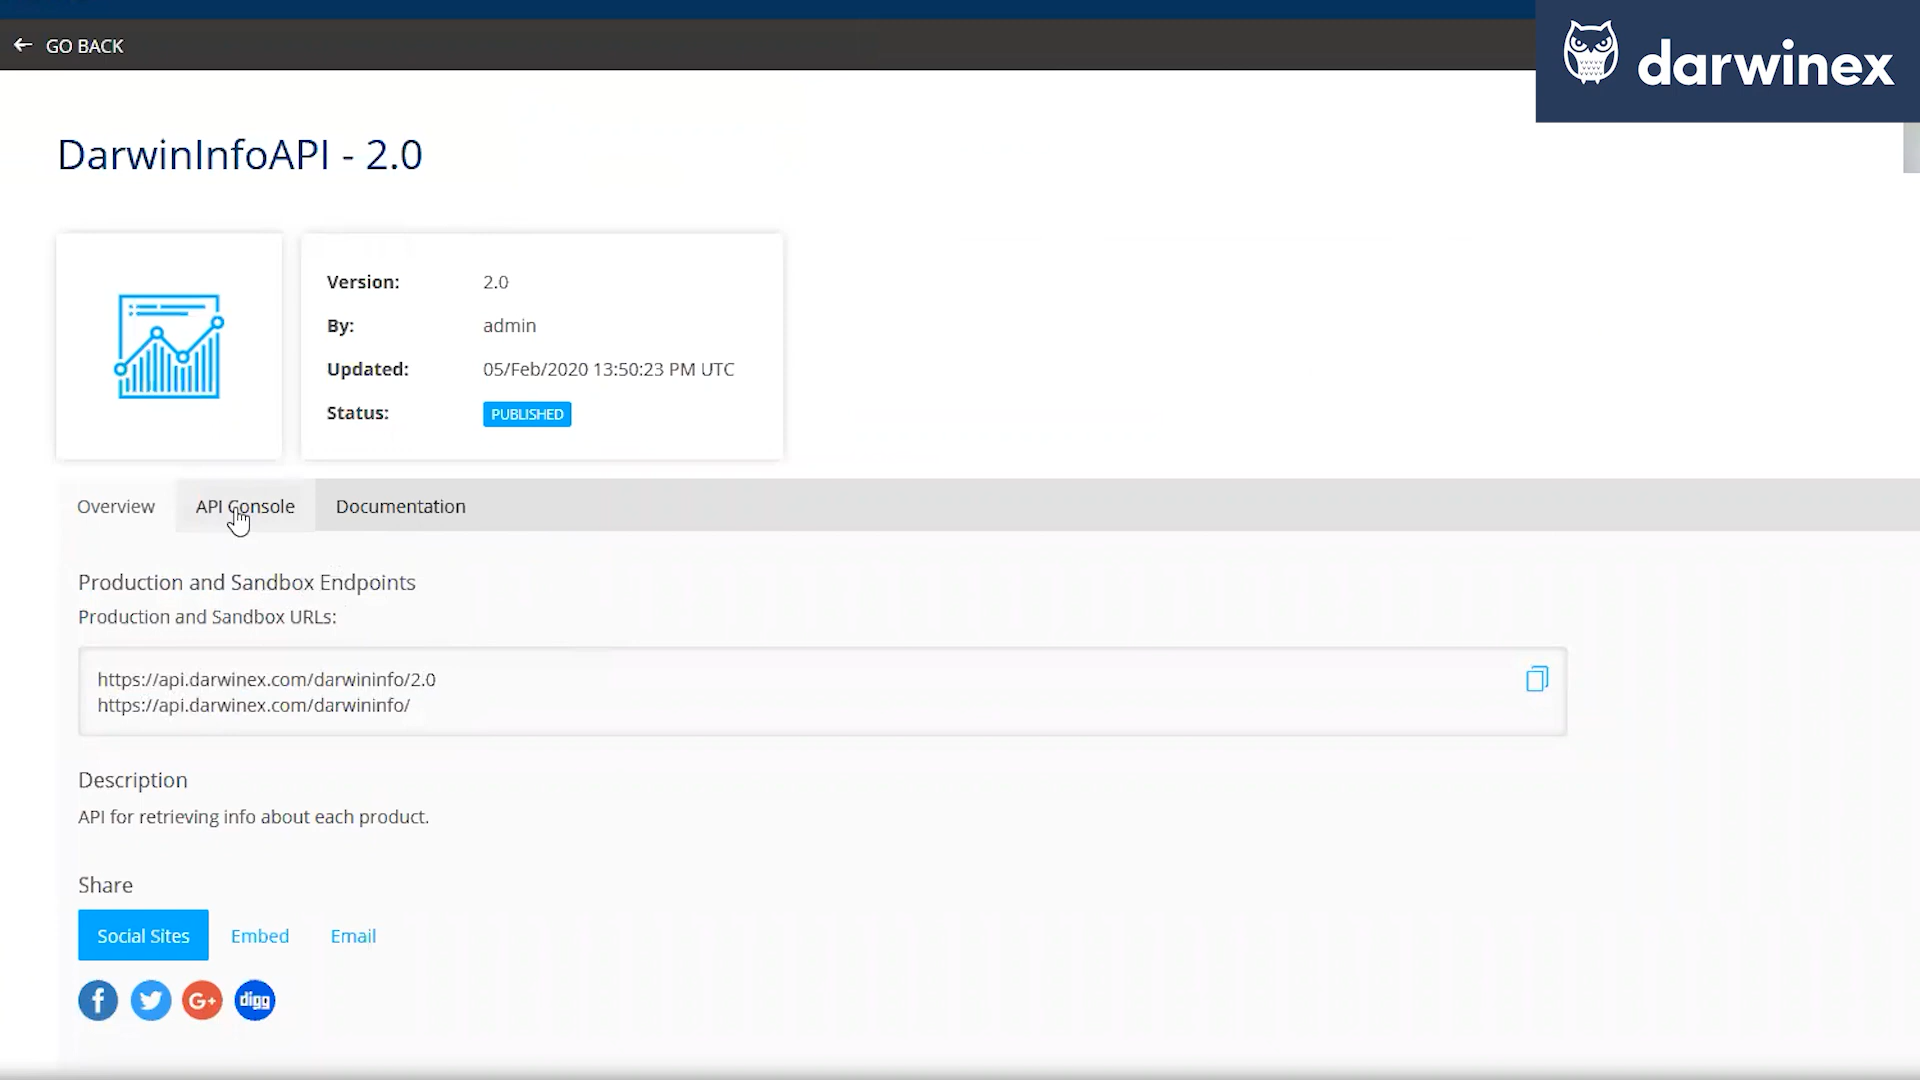 GO BACK
darwinex
DarwinInfoAPI - 2.0
Version: 2.0
By: admin
Updated: 05/Feb/2020 13:50:23 PM UTC
Status: PUBLISHED
Overview API Console Documentation
Production and Sandbox Endpoints
Production and Sandbox URLs:
https://api.darwinex.com/darwininfo/2.0
https://api.darwinex.com/darwininfo/
Description
API for retrieving info about each product.
Share
Social Sites Embed Email
f G+ digg